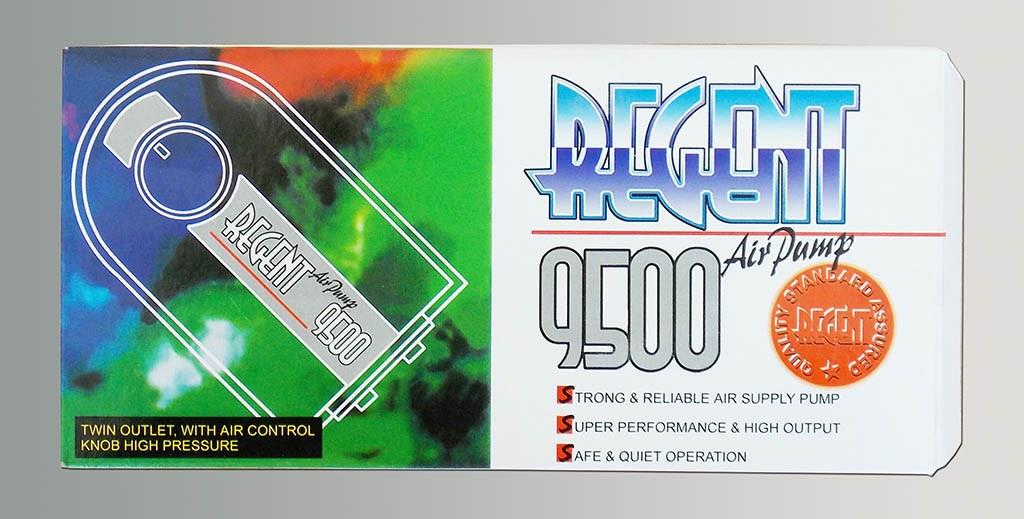 REGENT
Air Pump
9500
TWIN OUTLET, WITH AIR CONTROL
KNOB HIGH PRESSURE
REGENT
Air Pump
9500
QUALITY STANDARD ASSURED
REGENT
STRONG & RELIABLE AIR SUPPLY PUMP
SUPER PERFORMANCE & HIGH OUTPUT
SAFE & QUIET OPERATION